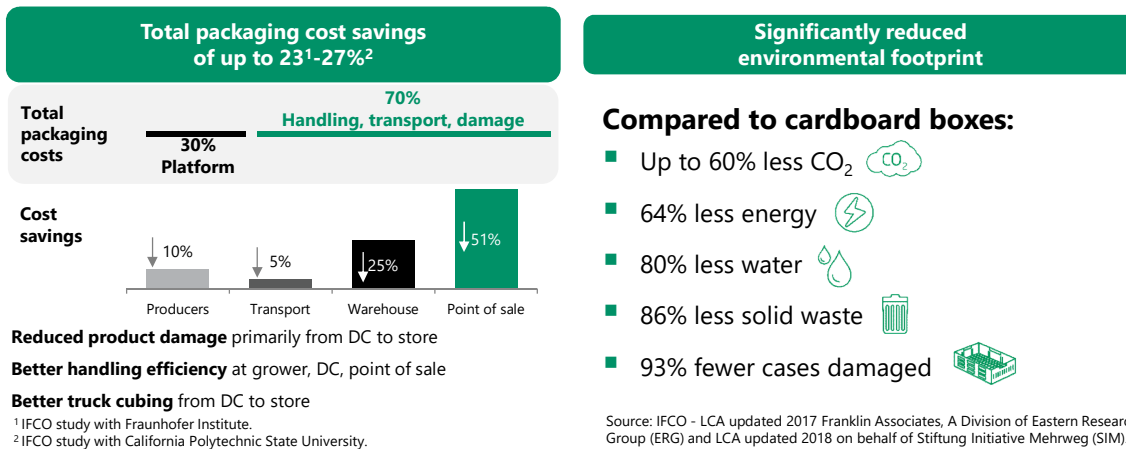 Total packaging cost savings
of up to 23¹-27%²
Total
packaging
costs
70%
Handling, transport, damage
30%
Platform
Cost
savings
10%
5%
25%
51%
Producers
Transport
Warehouse
Point of sale
Reduced product damage primarily from DC to store
Better handling efficiency at grower, DC, point of sale
Better truck cubing from DC to store
¹ IFCO study with Fraunhofer Institute.
² IFCO study with California Polytechnic State University.
Significantly reduced
environmental footprint
Compared to cardboard boxes:
▪ Up to 60% less CO₂
CO₂
▪ 64% less energy
▪ 80% less water
▪ 86% less solid waste
▪ 93% fewer cases damaged
Source: IFCO - LCA updated 2017 Franklin Associates, A Division of Eastern Researc
Group (ERG) and LCA updated 2018 on behalf of Stiftung Initiative Mehrweg (SIM)